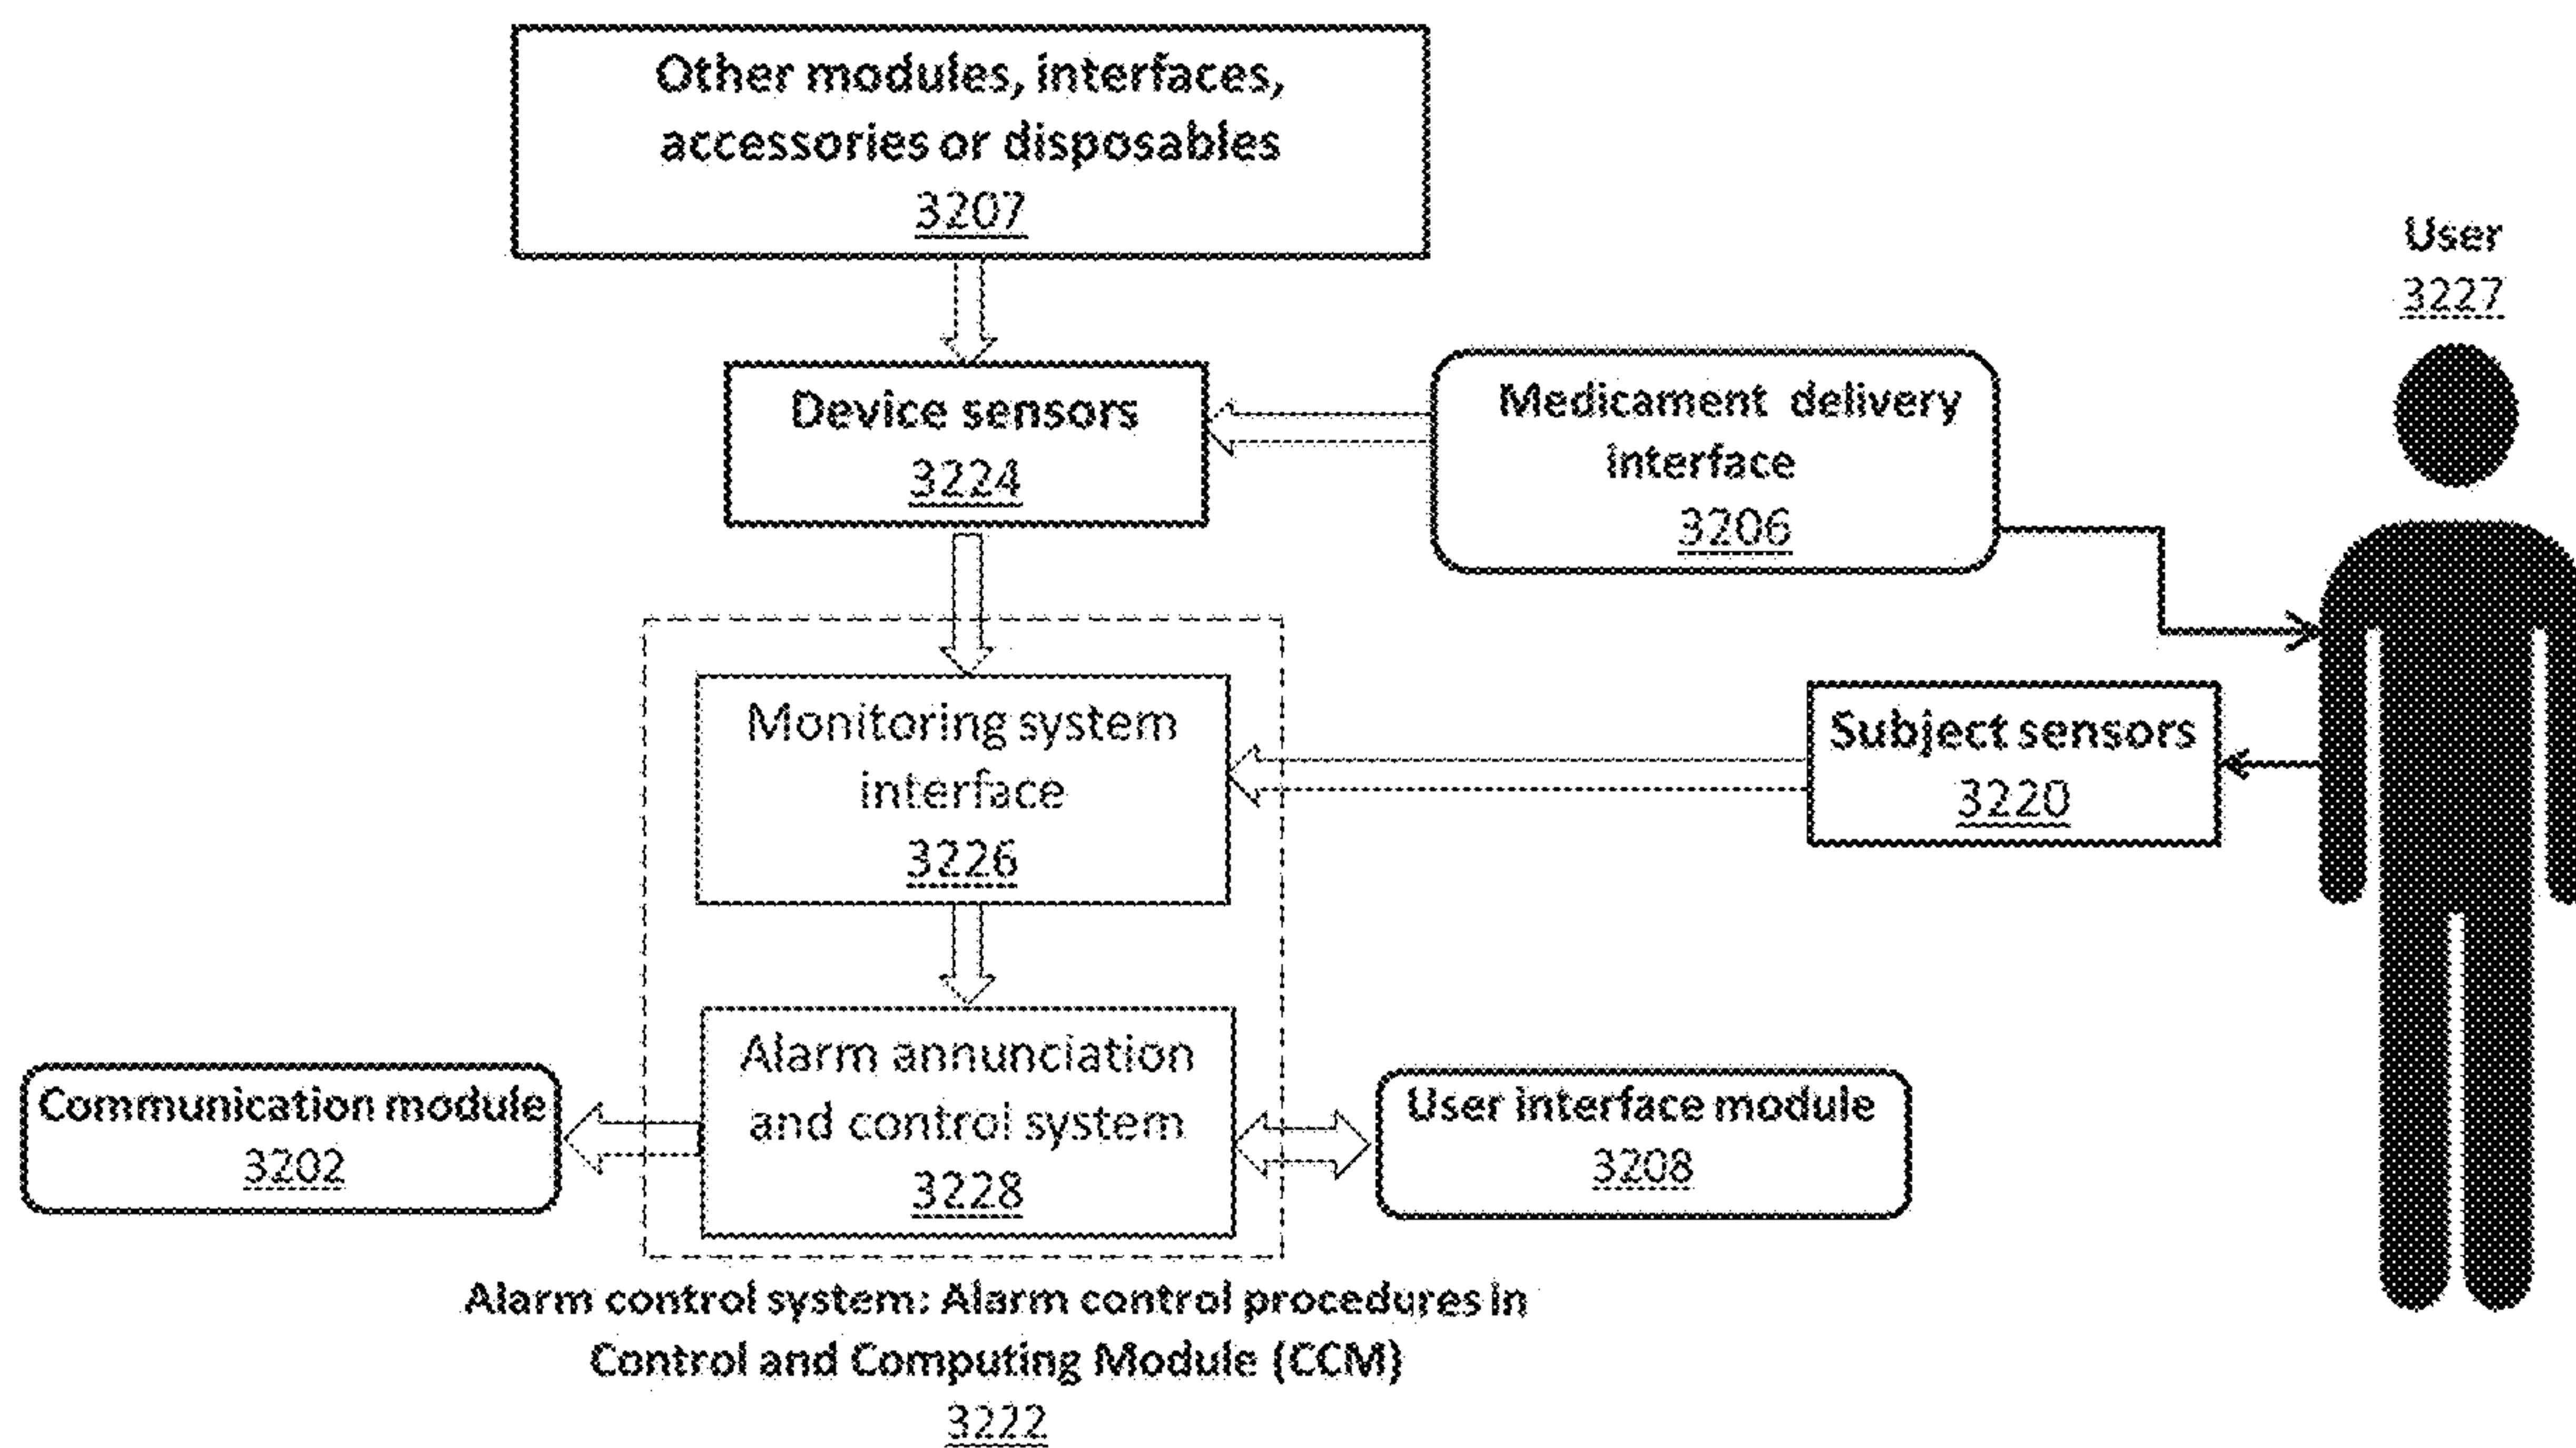 Other modules, interfaces,
accessories or disposables
3207
User
3227
Device sensors
3224
Medicament delivery
interface
3206
Monitoring system
interface
3226
Subject sensors
3220
Alarm annunciation
and control system
3228
Communication module
3202
User interface module
3208
Alarm control system: Alarm control procedures in
Control and Computing Module (CCM)
3222